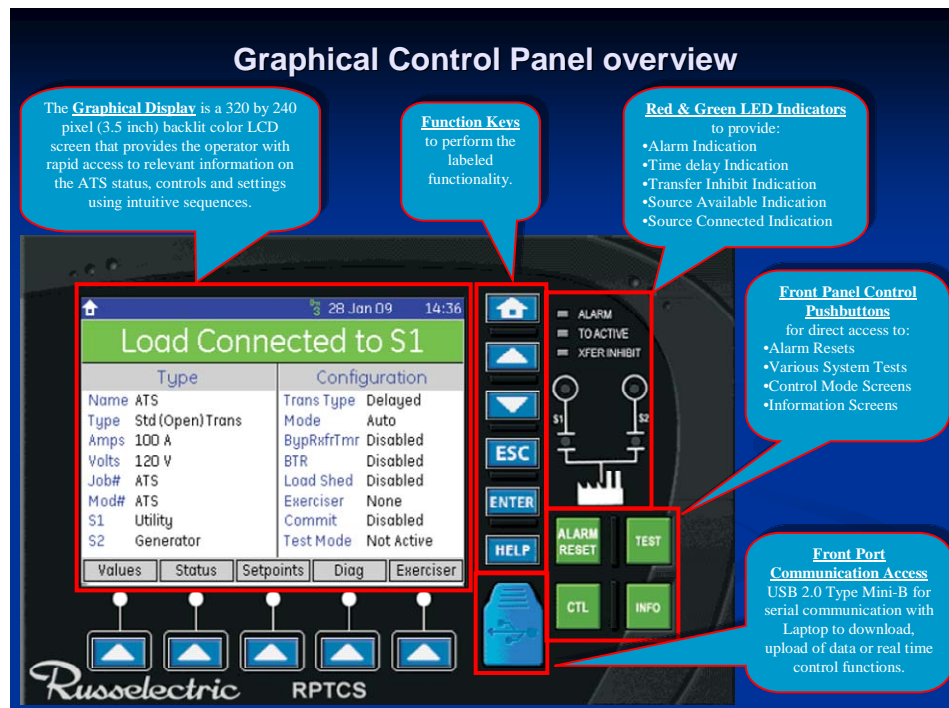 Graphical Control Panel overview
The Graphical Display is a 320 by 240
pixel (3.5 inch) backlit color LCD
screen that provides the operator with
rapid access to relevant information on
the ATS status, controls and settings
using intuitive sequences.
Function Keys
to perform the
labeled
functionality.
Red & Green LED Indicators
to provide:
•Alarm Indication
•Time delay Indication
•Transfer Inhibit Indication
•Source Available Indication
•Source Connected Indication
Front Panel Control
Pushbuttons
for direct access to:
•Alarm Resets
•Various System Tests
•Control Mode Screens
•Information Screens
Front Port
Communication Access
USB 2.0 Type Mini-B for
serial communication with
Laptop to download,
upload of data or real time
control functions.
28 Jan 09 14:36
Load Connected to S1
Type
Name ATS
Type Std (Open) Trans
Amps 100 A
Volts 120 V
Job# ATS
Mod# ATS
S1 Utility
S2 Generator
Configuration
Trans Type Delayed
Mode Auto
BypRxfrTmr Disabled
BTR Disabled
Load Shed Disabled
Exerciser None
Commit Disabled
Test Mode Not Active
Values Status Setpoints Diag Exerciser
ESC
ENTER
HELP
ALARM
TO ACTIVE
XFER INHIBIT
S1 S2
ALARM
RESET
TEST
CTL
INFO
Russelectric RPTCS